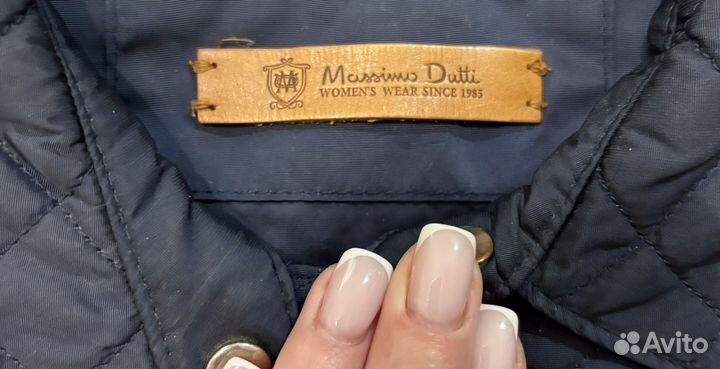 Massimo Dutti
WOMEN'S WEAR SINCE 1985
Avito